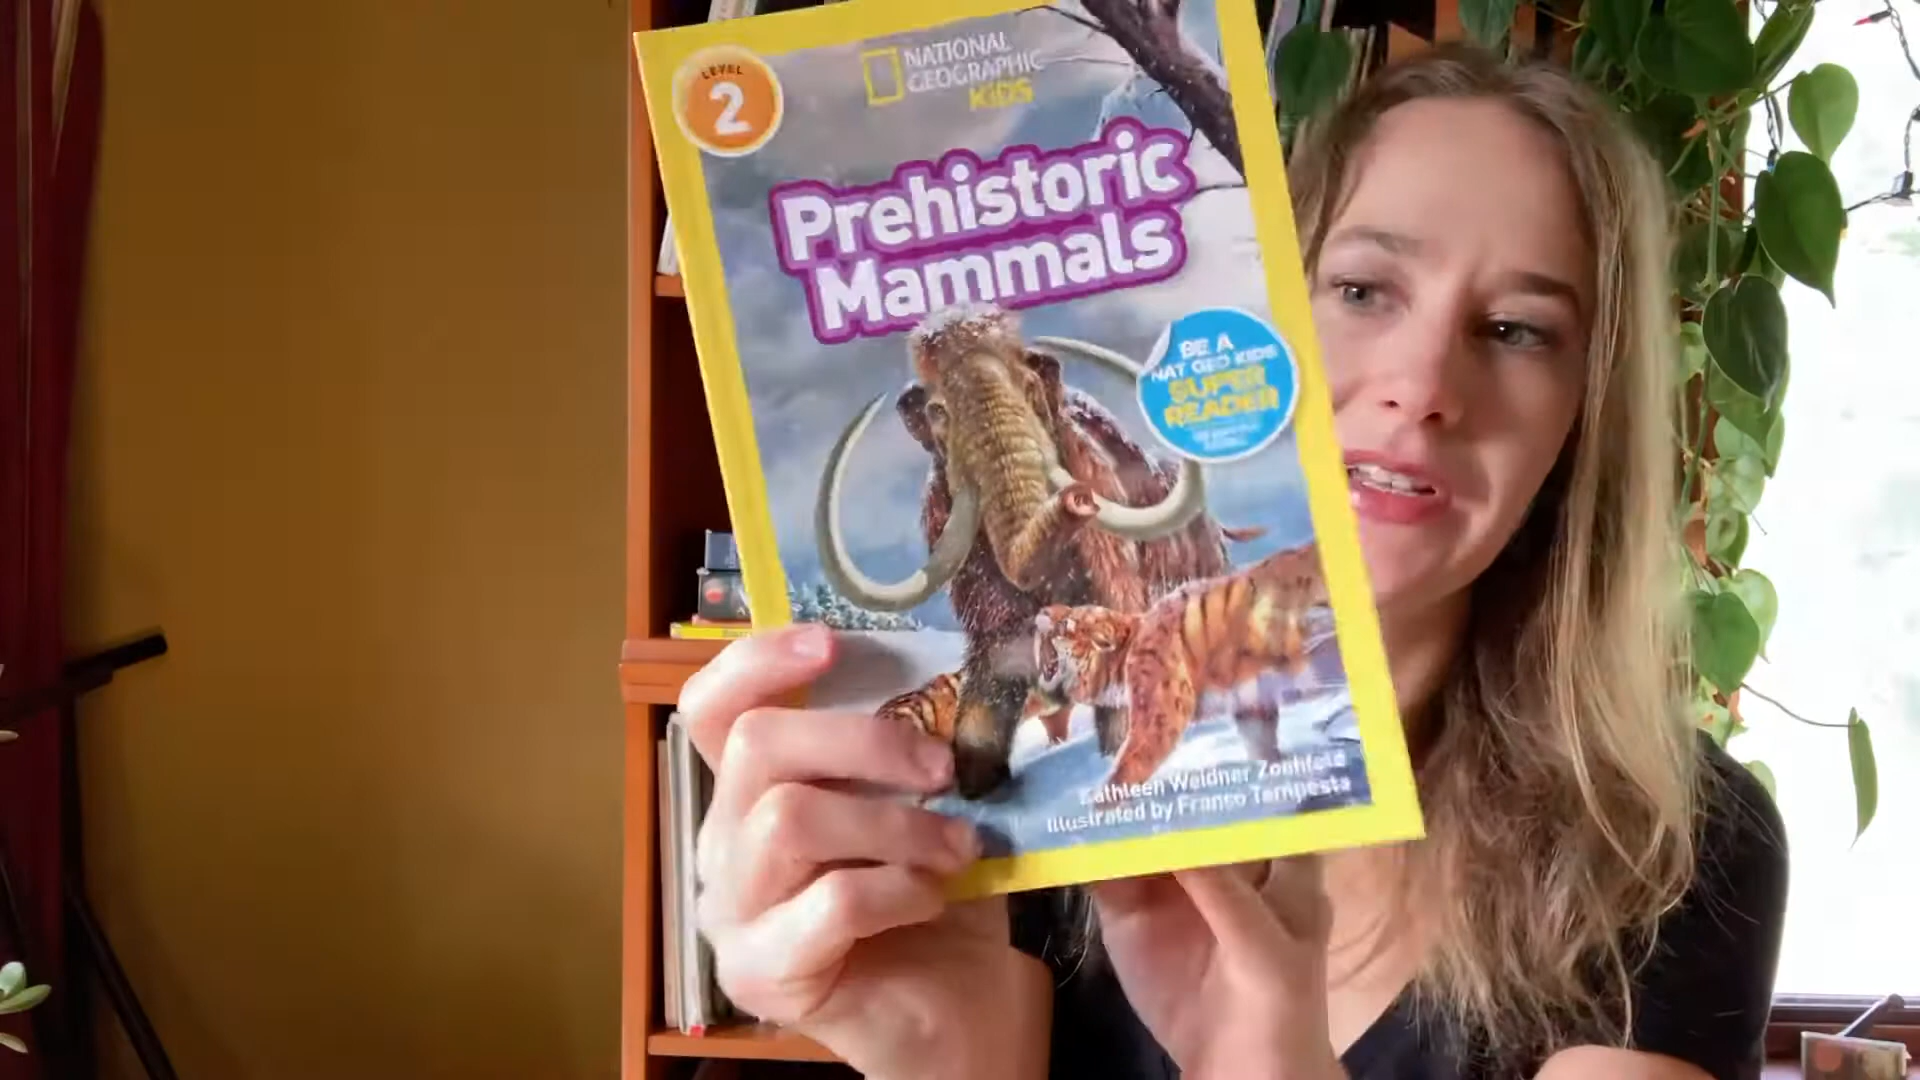 LEVEL
2
NATIONAL
GEOGRAPHIC
KiDS
Prehistoric
Mammals
BE A
NAT GEO KIDS
SUPER
READER
Kathleen Weidner Zoehfeld
Illustrated by Franco Tempesta